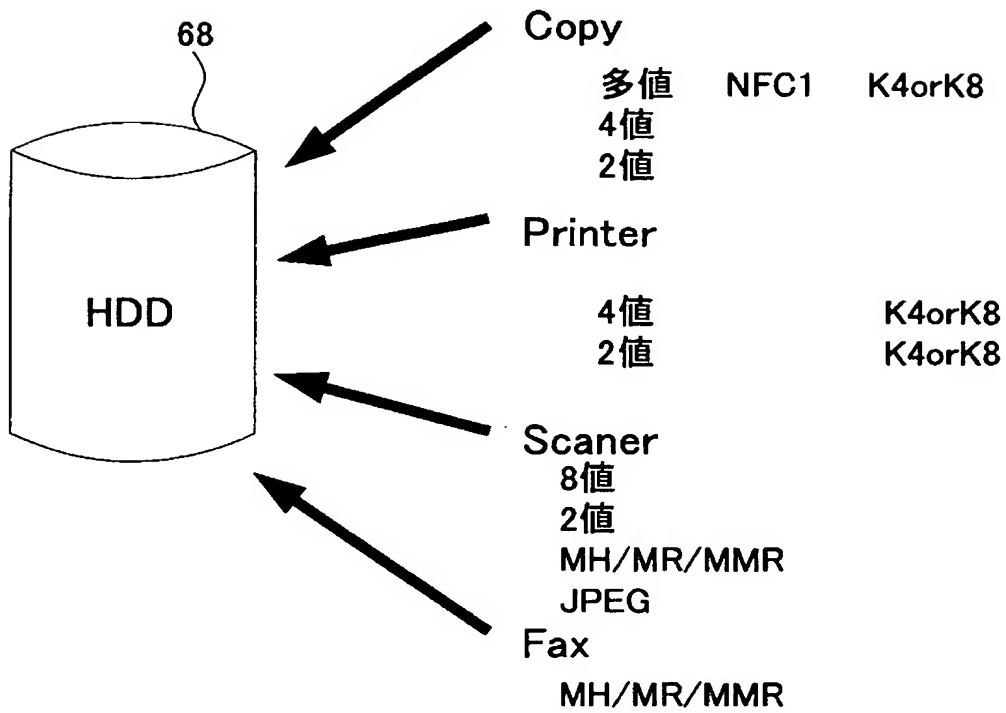 68
HDD
Copy
多値 NFC1 K4orK8
4値
2値
Printer
4値 K4orK8
2値 K4orK8
Scaner
8値
2値
MH/MR/MMR
JPEG
Fax
MH/MR/MMR